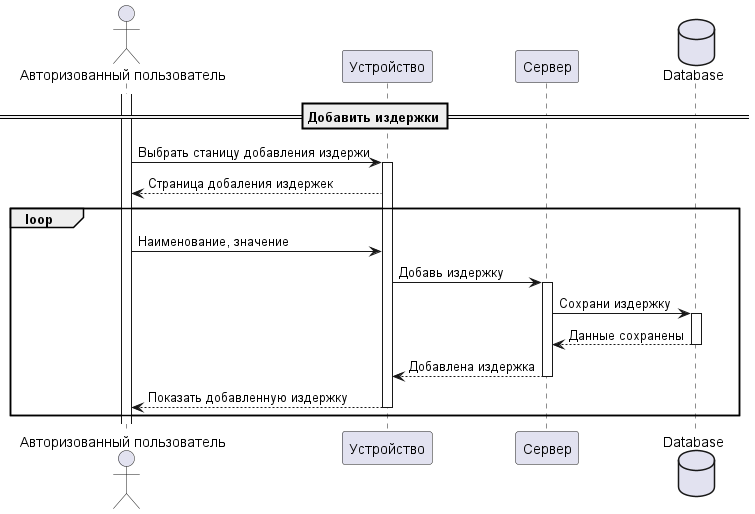 Авторизованный пользователь
Устройство
Сервер
Database
Добавить издержки
Выбрать станицу добавления издержи
Страница добаления издержек
loop
Наименование, значение
Добавь издержку
Сохрани издержку
Данные сохранены
Добавлена издержка
Показать добавленную издержку
Авторизованный пользователь
Устройство
Сервер
Database